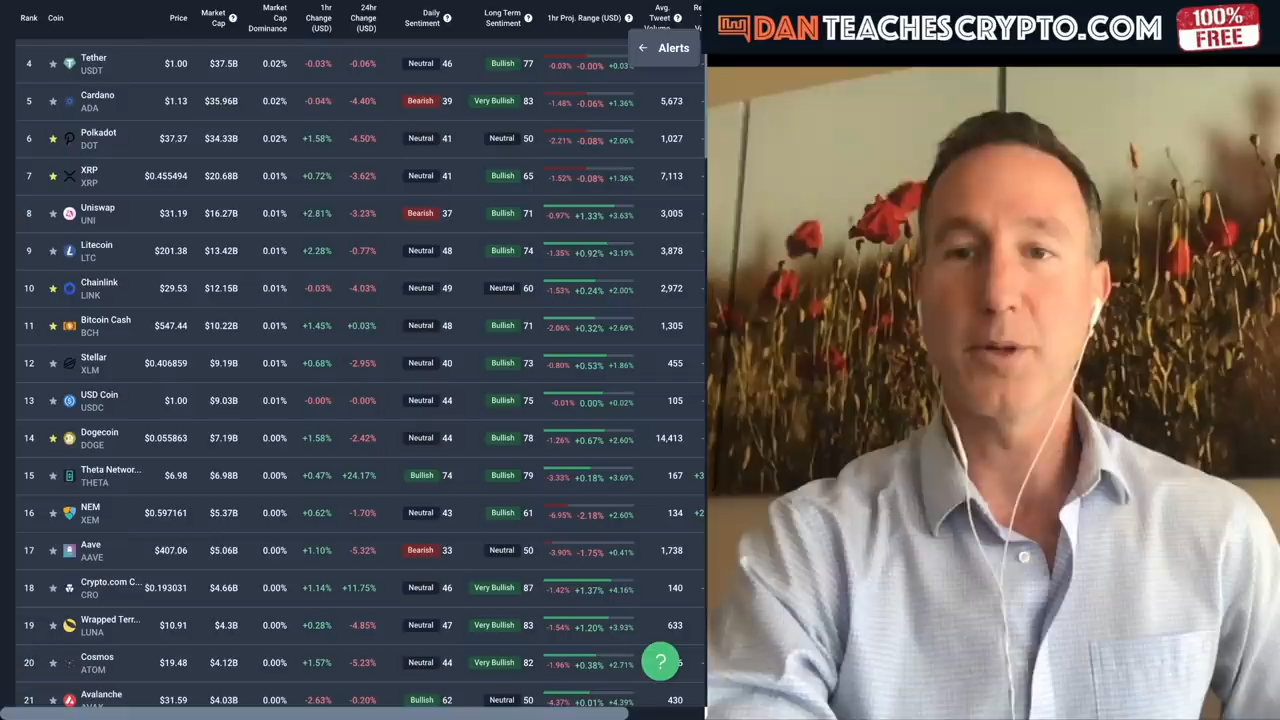 Rank Coin Price Market Cap Market Cap Dominance 1hr Change (USD) 24hr Change (USD) Daily Sentiment Long Term Sentiment 1hr Proj. Range (USD) Avg. Tweet Volume
← Alerts
4 Tether USDT $1.00 $37.5B 0.02% -0.03% -0.06% Neutral 46 Bullish 77 -0.03% -0.00% +0.03%
5 Cardano ADA $1.13 $35.96B 0.02% -0.04% -4.40% Bearish 39 Very Bullish 83 -1.48% -0.06% +1.36% 5,673
6 Polkadot DOT $37.37 $34.33B 0.02% +1.58% -4.50% Neutral 41 Neutral 50 -2.21% -0.08% +2.06% 1,027
7 XRP XRP $0.455494 $20.68B 0.01% +0.72% -3.62% Neutral 41 Bullish 65 -1.52% -0.08% +1.36% 7,113
8 Uniswap UNI $31.19 $16.27B 0.01% +2.81% -3.23% Bearish 37 Bullish 71 -0.97% +1.33% +3.63% 3,005
9 Litecoin LTC $201.38 $13.42B 0.01% +2.28% -0.77% Neutral 48 Bullish 74 -1.35% +0.92% +3.19% 3,878
10 Chainlink LINK $29.53 $12.15B 0.01% -0.03% -4.03% Neutral 49 Neutral 60 -1.53% +0.24% +2.00% 2,972
11 Bitcoin Cash BCH $547.44 $10.22B 0.01% +1.45% +0.03% Neutral 48 Bullish 71 -2.06% +0.32% +2.69% 1,305
12 Stellar XLM $0.406859 $9.19B 0.01% +0.68% -2.95% Neutral 40 Bullish 73 -0.80% +0.53% +1.86% 455
13 USD Coin USDC $1.00 $9.03B 0.00% -0.00% -0.00% Neutral 44 Bullish 75 -0.01% 0.00% +0.02% 105
14 Dogecoin DOGE $0.055863 $7.19B 0.00% +1.58% -2.42% Neutral 44 Bullish 78 -1.26% +0.67% +2.60% 14,413
15 Theta Networ... THETA $6.98 $6.98B 0.00% +0.47% +24.17% Bullish 74 Bullish 79 -3.33% +0.18% +3.69% 167
16 NEM XEM $0.597161 $5.37B 0.00% +0.62% -1.70% Neutral 43 Bullish 61 -6.95% -2.18% +2.60% 134
17 Aave AAVE $407.06 $5.06B 0.00% +1.10% -5.32% Bearish 33 Neutral 50 -3.90% -1.75% +0.41% 1,738
18 Crypto.com C... CRO $0.193031 $4.66B 0.00% +1.14% +11.75% Neutral 46 Very Bullish 87 -1.42% +1.37% +4.16% 140
19 Wrapped Terr... LUNA $10.91 $4.3B 0.00% +0.28% -4.85% Neutral 47 Very Bullish 83 -1.54% +1.20% +3.93% 633
20 Cosmos ATOM $19.48 $4.12B 0.00% +1.57% -5.23% Neutral 44 Very Bullish 82 -1.96% +0.38% +2.71%
21 Avalanche $31.59 $4.03B 0.00% -2.63% -0.20% Bullish 62 Neutral 50 -4.37% +0.01% +4.39% 430
DANTEACHESCRYPTO.COM
100% FREE